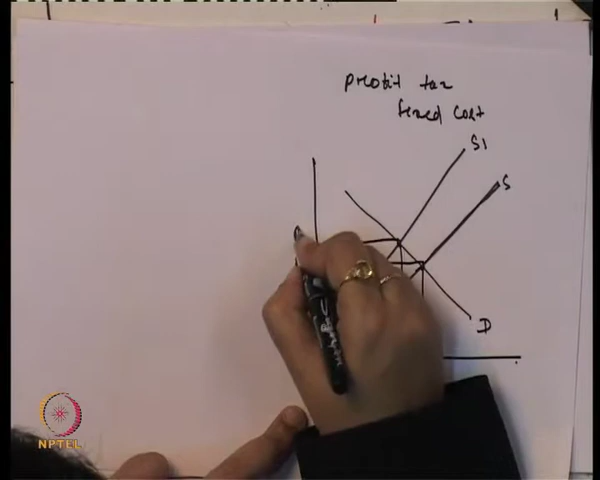 profit tax
fixed cost
S1
S
D
NPTEL